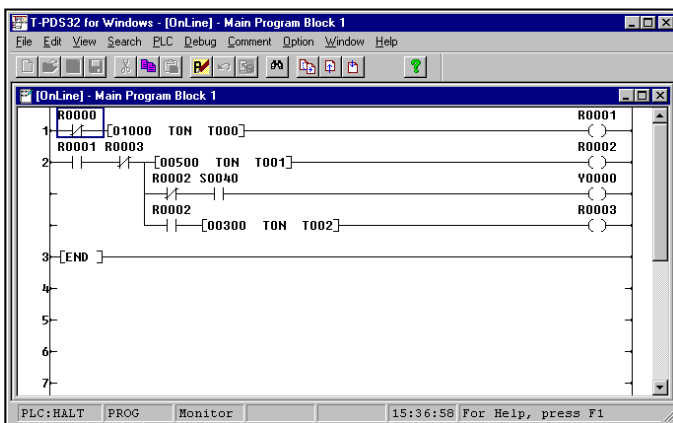 T-PDS32 for Windows - [OnLine] - Main Program Block 1
File Edit View Search PLC Debug Comment Option Window Help
[OnLine] - Main Program Block 1
R0000 R0001
1 [01000 TON T000]
R0001 R0003 R0002
2 [00500 TON T001]
R0002 S0040 Y0000
R0002 R0003
[00300 TON T002]
3 [END ]
4
5
6
7
PLC:HALT PROG Monitor 15:36:58 For Help, press F1